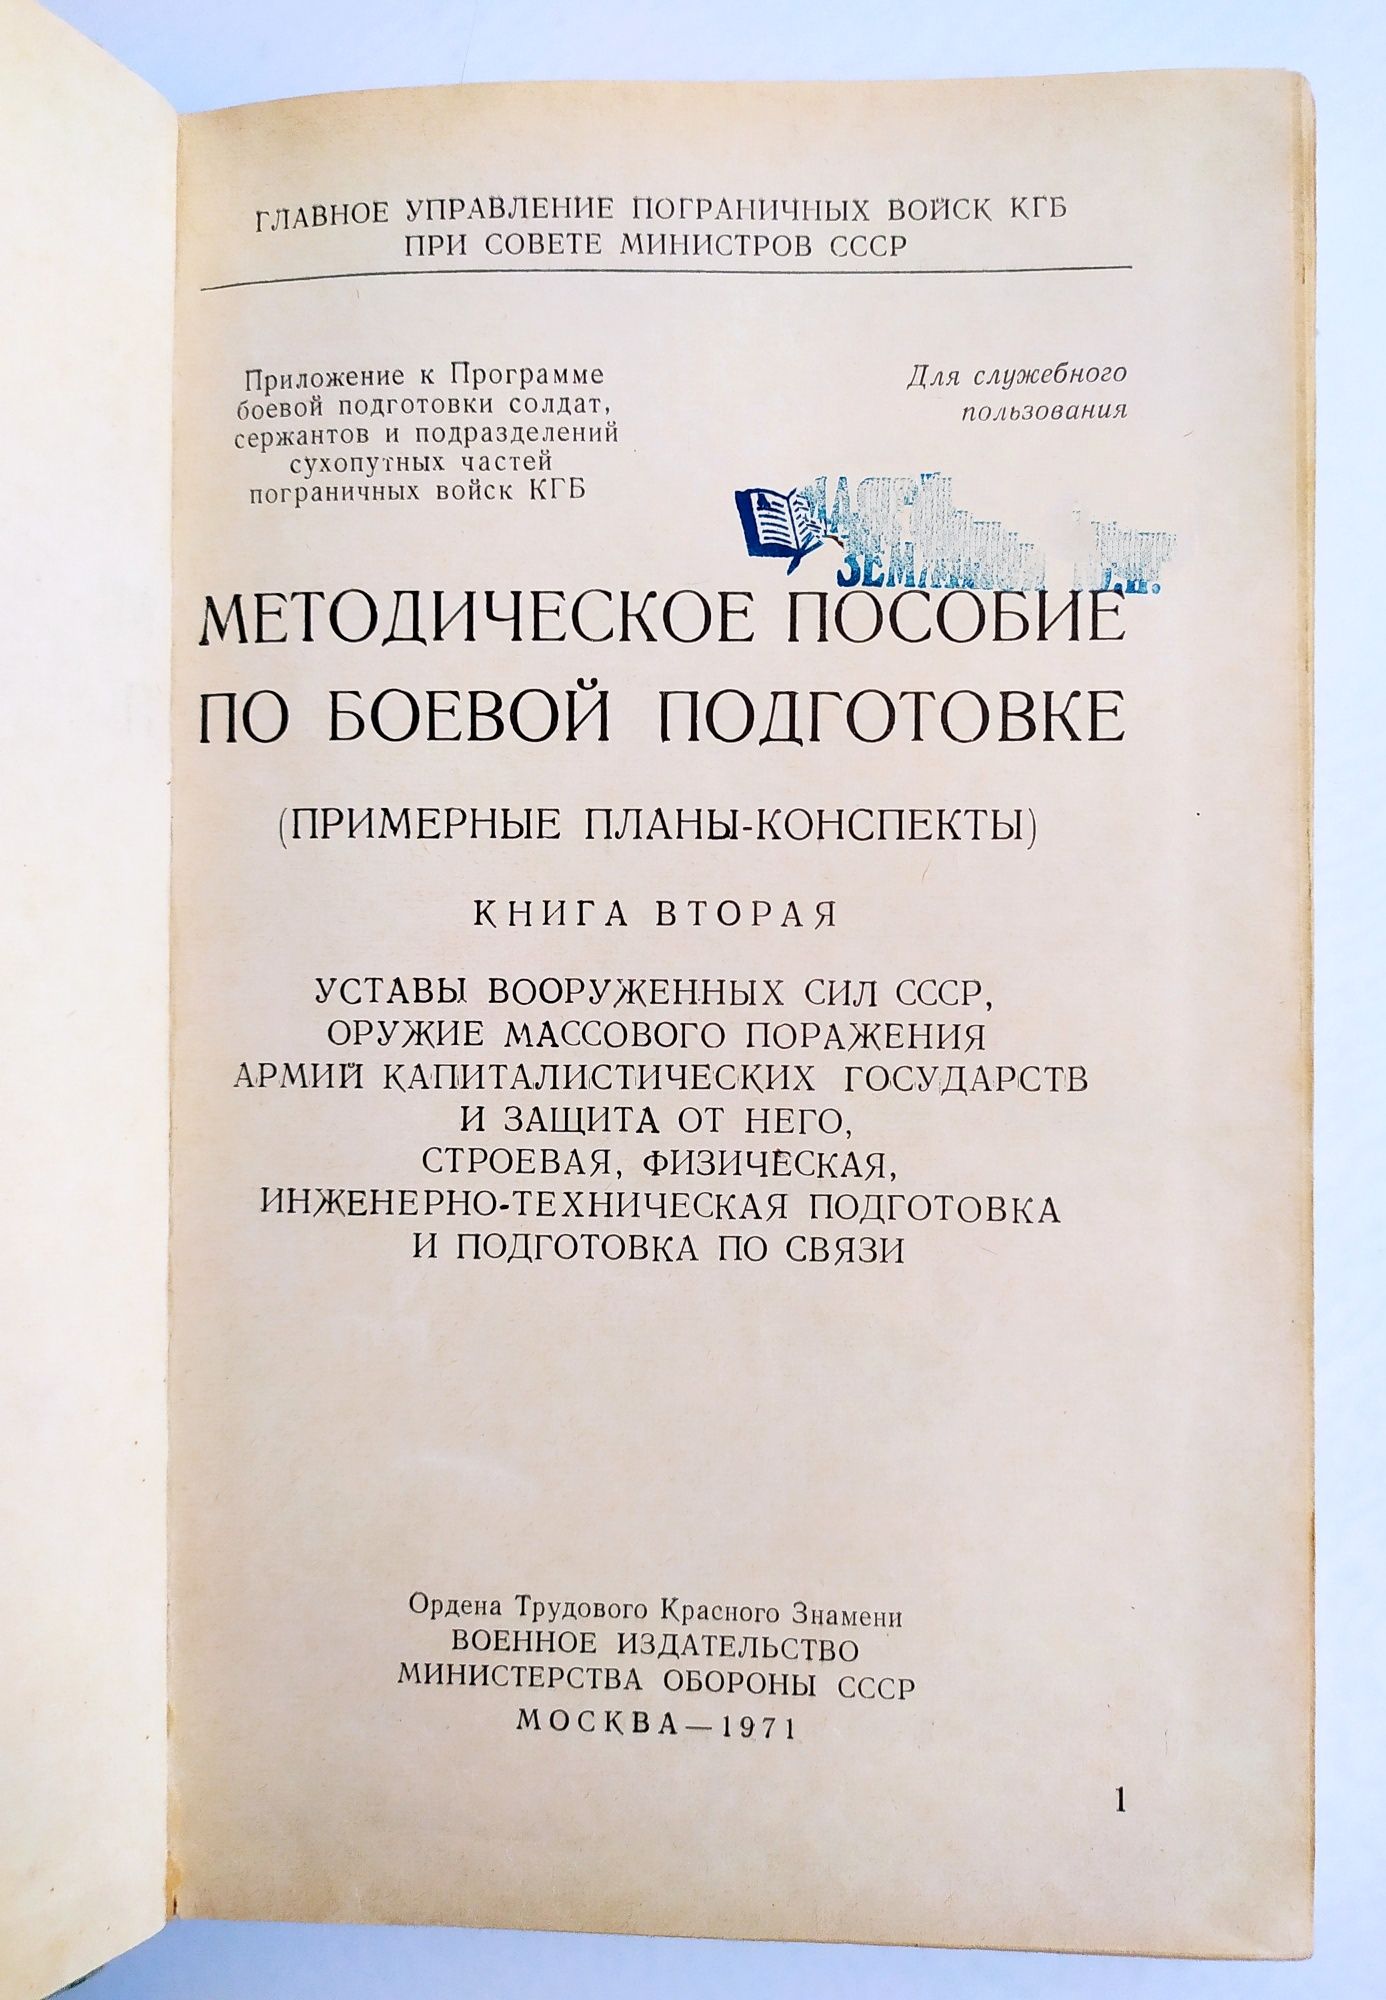 ГЛАВНОЕ УПРАВЛЕНИЕ ПОГРАНИЧНЫХ ВОЙСК КГБ
ПРИ СОВЕТЕ МИНИСТРОВ СССР
Приложение к Программе
боевой подготовки солдат,
сержантов и подразделений
сухопутных частей
пограничных войск КГБ
Для служебного
пользования
МЕТОДИЧЕСКОЕ ПОСОБИЕ
ПО БОЕВОЙ ПОДГОТОВКЕ
(ПРИМЕРНЫЕ ПЛАНЫ-КОНСПЕКТЫ)
КНИГА ВТОРАЯ
УСТАВЫ ВООРУЖЕННЫХ СИЛ СССР,
ОРУЖИЕ МАССОВОГО ПОРАЖЕНИЯ
АРМИЙ КАПИТАЛИСТИЧЕСКИХ ГОСУДАРСТВ
И ЗАЩИТА ОТ НЕГО,
СТРОЕВАЯ, ФИЗИЧЕСКАЯ,
ИНЖЕНЕРНО-ТЕХНИЧЕСКАЯ ПОДГОТОВКА
И ПОДГОТОВКА ПО СВЯЗИ
Ордена Трудового Красного Знамени
ВОЕННОЕ ИЗДАТЕЛЬСТВО
МИНИСТЕРСТВА ОБОРОНЫ СССР
МОСКВА—1971
1